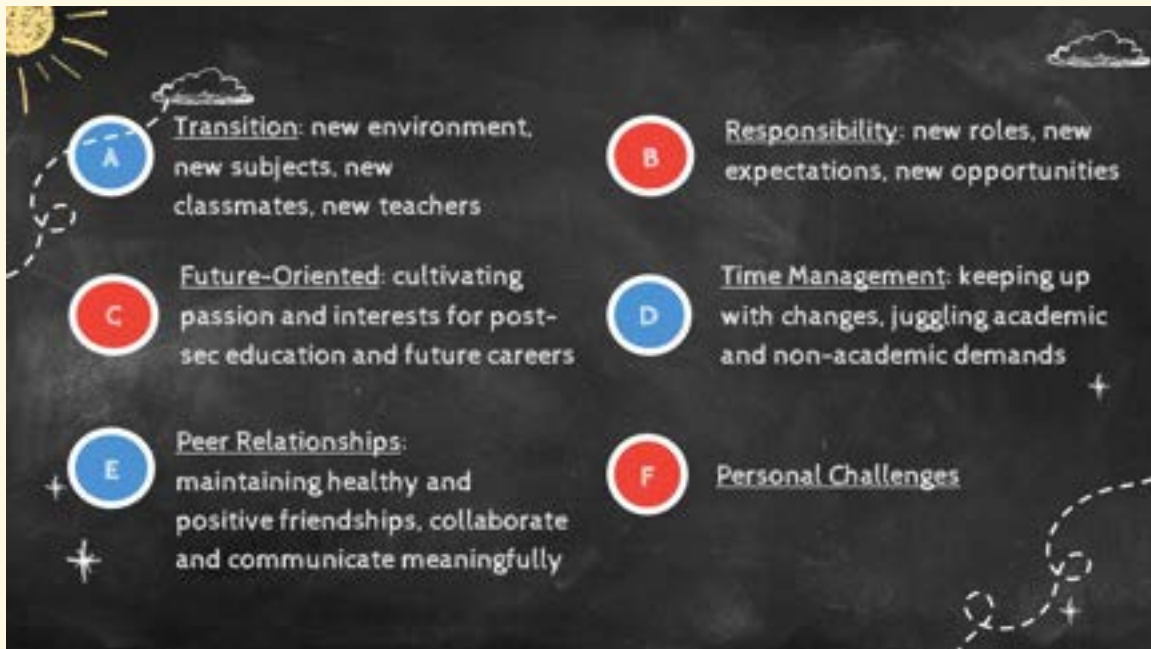 A
Transition: new environment,
new subjects, new
classmates, new teachers
B
Responsibility: new roles, new
expectations, new opportunities
C
Future-Oriented: cultivating
passion and interests for post-
sec education and future careers
D
Time Management: keeping up
with changes, juggling academic
and non-academic demands
E
Peer Relationships:
maintaining healthy and
positive friendships, collaborate
and communicate meaningfully
F
Personal Challenges